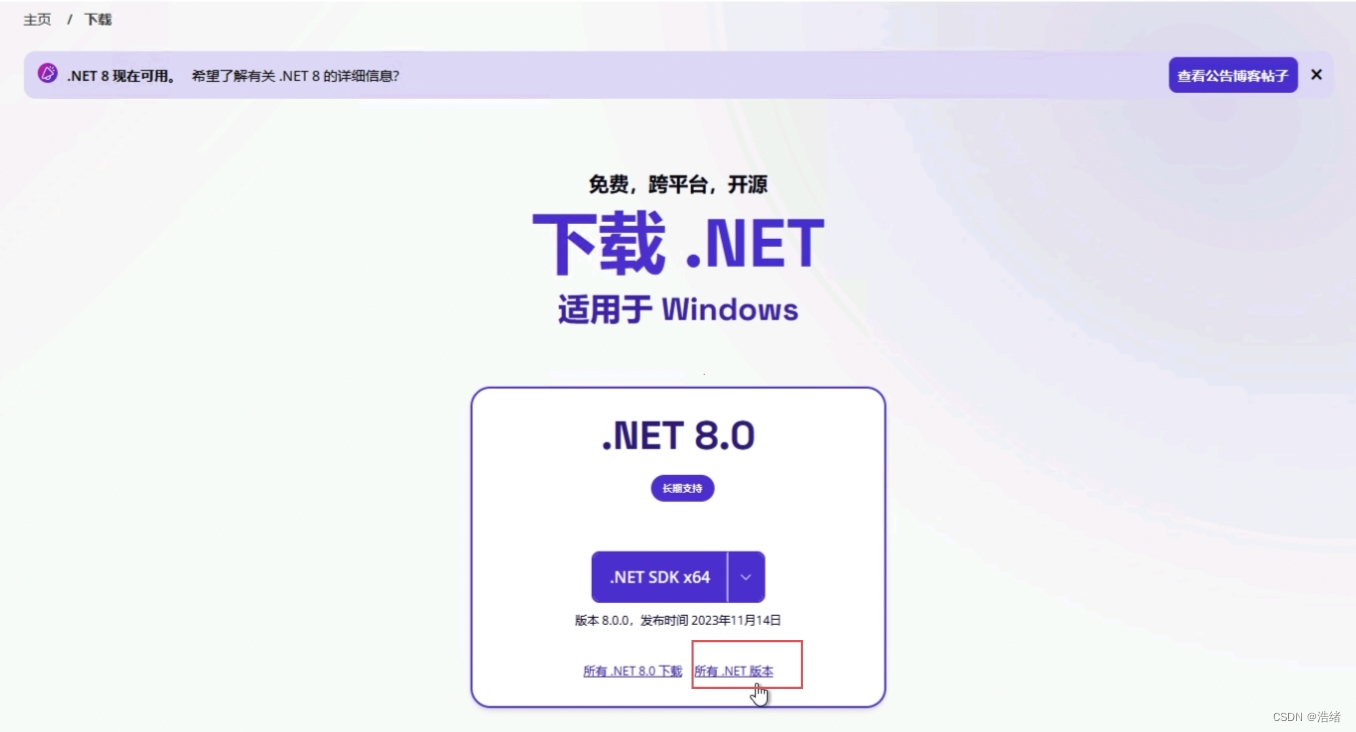 主页 / 下载
.NET 8 现在可用。 希望了解有关 .NET 8 的详细信息?
查看公告博客帖子 ×
免费，跨平台，开源
下载 .NET
适用于 Windows
.NET 8.0
长期支持
.NET SDK x64
版本 8.0.0，发布时间 2023年11月14日
所有 .NET 8.0 下载 所有 .NET 版本
CSDN @浩绪